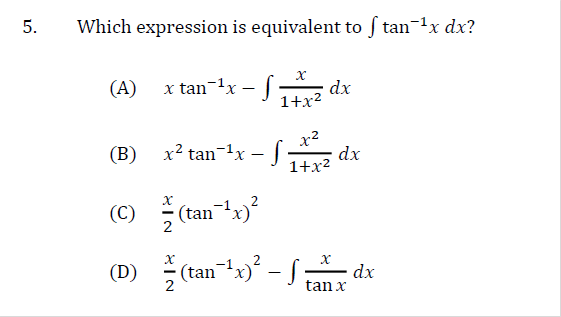 5. Which expression is equivalent to ∫ tan⁻¹x dx?
(A) x tan⁻¹x − ∫ x/(1+x²) dx
(B) x² tan⁻¹x − ∫ x²/(1+x²) dx
(C) x/2 (tan⁻¹x)²
(D) x/2 (tan⁻¹x)² − ∫ x/(tan x) dx